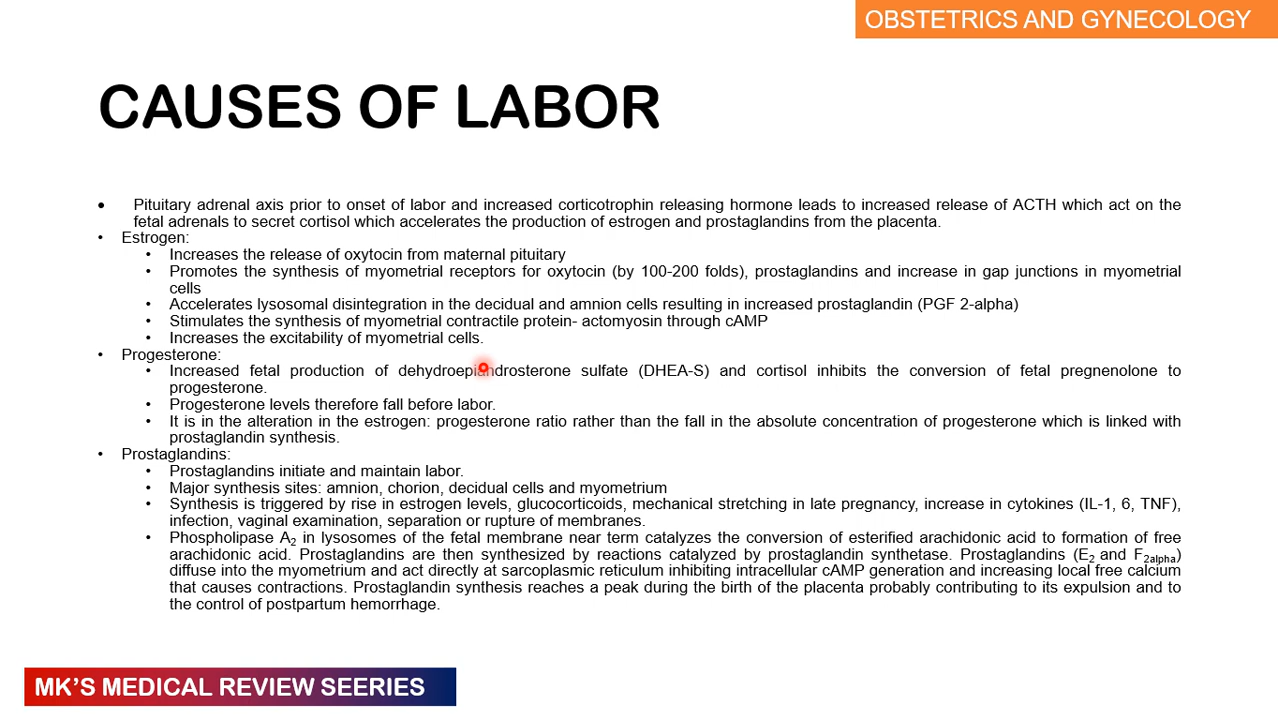 OBSTETRICS AND GYNECOLOGY
CAUSES OF LABOR
• Pituitary adrenal axis prior to onset of labor and increased corticotrophin releasing hormone leads to increased release of ACTH which act on the
fetal adrenals to secret cortisol which accelerates the production of estrogen and prostaglandins from the placenta.
• Estrogen:
• Increases the release of oxytocin from maternal pituitary
• Promotes the synthesis of myometrial receptors for oxytocin (by 100-200 folds), prostaglandins and increase in gap junctions in myometrial
cells
• Accelerates lysosomal disintegration in the decidual and amnion cells resulting in increased prostaglandin (PGF 2-alpha)
• Stimulates the synthesis of myometrial contractile protein- actomyosin through cAMP
• Increases the excitability of myometrial cells.
• Progesterone:
• Increased fetal production of dehydroepiandrosterone sulfate (DHEA-S) and cortisol inhibits the conversion of fetal pregnenolone to
progesterone.
• Progesterone levels therefore fall before labor.
• It is in the alteration in the estrogen: progesterone ratio rather than the fall in the absolute concentration of progesterone which is linked with
prostaglandin synthesis.
• Prostaglandins:
• Prostaglandins initiate and maintain labor.
• Major synthesis sites: amnion, chorion, decidual cells and myometrium
• Synthesis is triggered by rise in estrogen levels, glucocorticoids, mechanical stretching in late pregnancy, increase in cytokines (IL-1, 6, TNF),
infection, vaginal examination, separation or rupture of membranes.
• Phospholipase A2 in lysosomes of the fetal membrane near term catalyzes the conversion of esterified arachidonic acid to formation of free
arachidonic acid. Prostaglandins are then synthesized by reactions catalyzed by prostaglandin synthetase. Prostaglandins (E2 and F2alpha)
diffuse into the myometrium and act directly at sarcoplasmic reticulum inhibiting intracellular cAMP generation and increasing local free calcium
that causes contractions. Prostaglandin synthesis reaches a peak during the birth of the placenta probably contributing to its expulsion and to
the control of postpartum hemorrhage.
MK'S MEDICAL REVIEW SEERIES